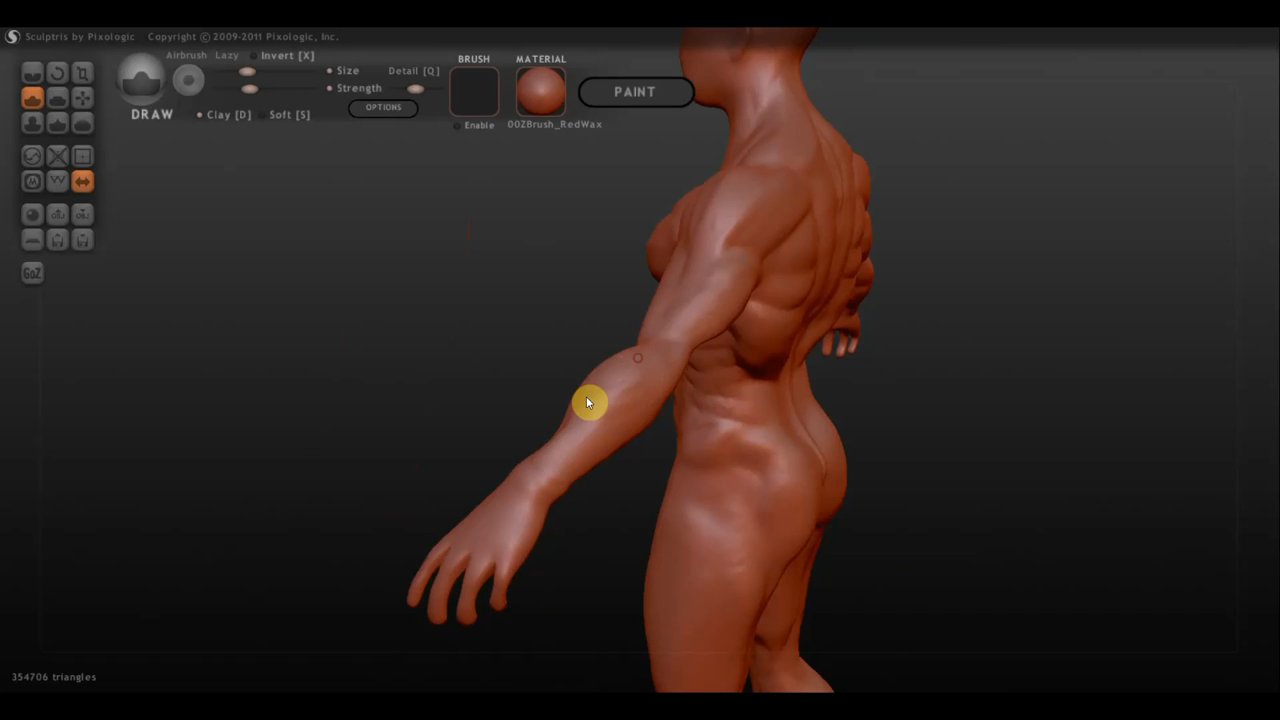 Sculptris by Pixologic Copyright © 2009-2011 Pixologic, Inc.
Airbrush Lazy Invert [X]
BRUSH MATERIAL
Size Detail [Q]
Strength
PAINT
OPTIONS
DRAW Clay [D] Soft [S]
Enable 00ZBrush_RedWax
GoZ
354706 triangles